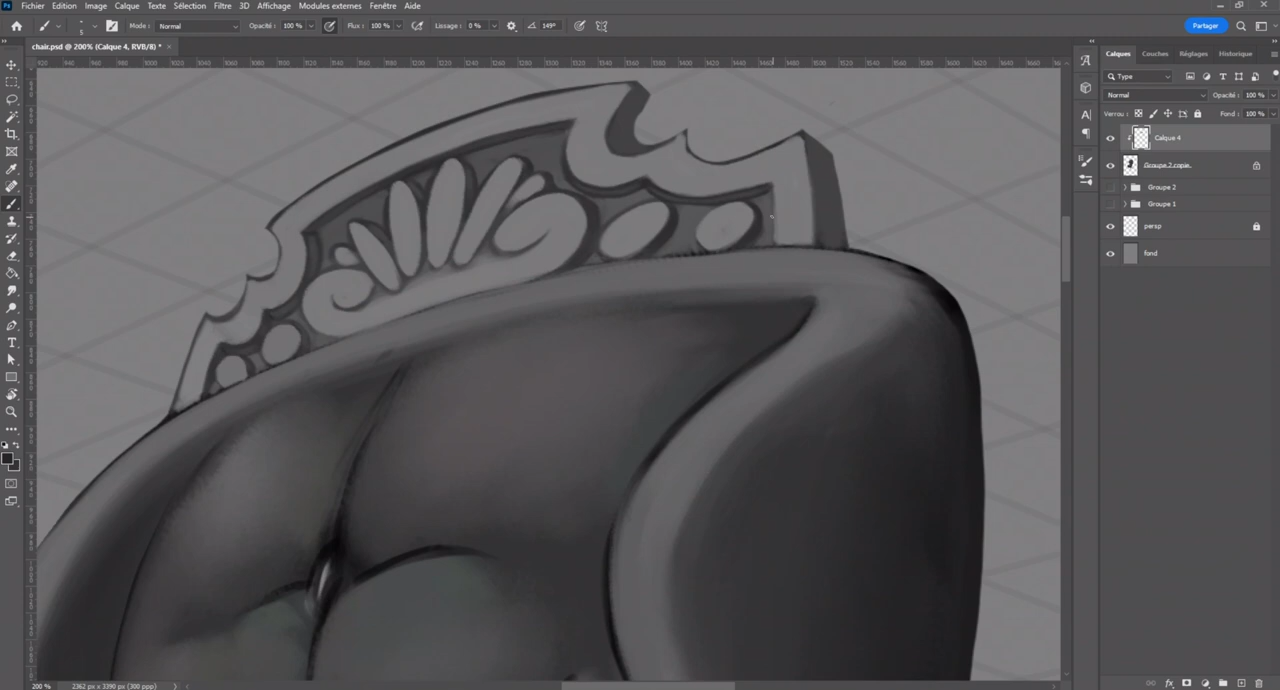 Fichier Edition Image Calque Texte Sélection Filtre 3D Affichage Modules externes Fenêtre Aide
5 Mode : Normal Opacité : 100 % Flux : 100 % Lissage : 0 % 149° Partager
chair.psd @ 200% (Calque 4, RVB/8) * ×
Calques Couches Réglages Historique
Type
Normal Opacité : 100 %
Verrou : Fond : 100 %
Calque 4
Groupe 2 copie
Groupe 2
Groupe 1
persp
fond
200 % 2362 px x 3390 px (300 ppp)